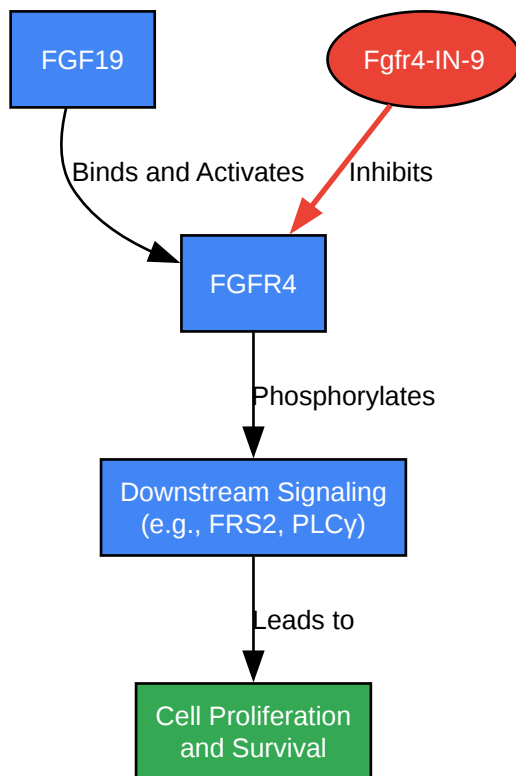 FGF19
Fgfr4-IN-9
Binds and Activates
Inhibits
FGFR4
Phosphorylates
Downstream Signaling
(e.g., FRS2, PLCγ)
Leads to
Cell Proliferation
and Survival